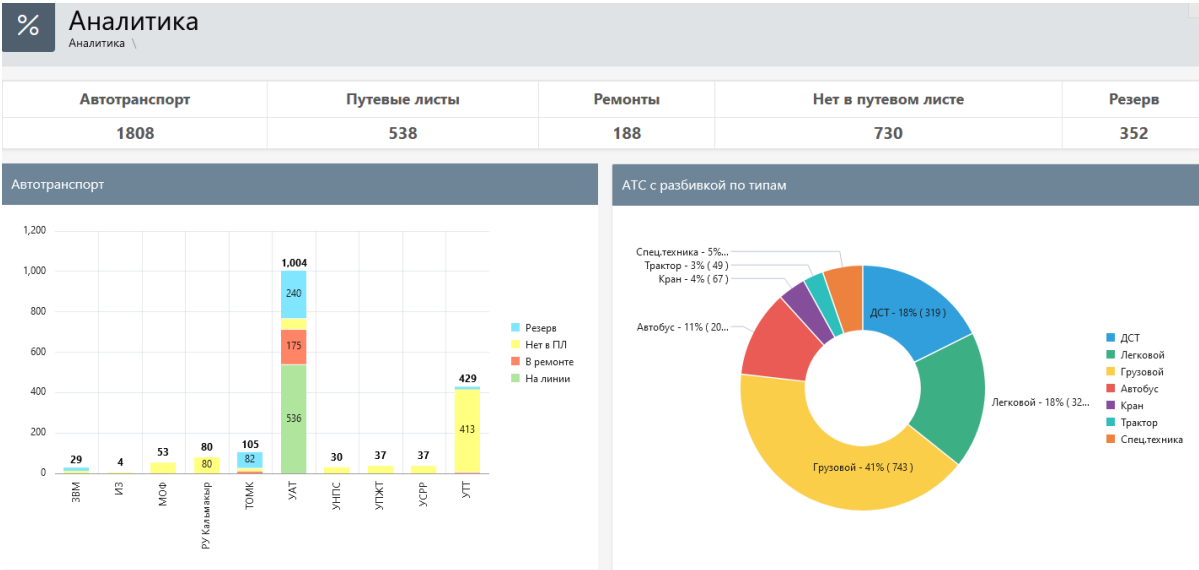 %
Аналитика
Аналитика \
Автотранспорт Путевые листы Ремонты Нет в путевом листе Резерв
1808 538 188 730 352
Автотранспорт
1,200
1,000
800
600
400
200
0
29
4
53
80
80
105
82
1,004
240
175
536
30
37
37
429
413
ЗВМ
ИЗ
МОФ
РУ Кальмакыр
ТОМК
УАТ
УНПС
УПЖТ
УСРР
УТТ
Резерв
Нет в ПЛ
В ремонте
На линии
АТС с разбивкой по типам
Спец.техника - 5%...
Трактор - 3% ( 49 )
Кран - 4% ( 67 )
Автобус - 11% ( 20...
ДСТ - 18% ( 319 )
Легковой - 18% ( 32...
Грузовой - 41% ( 743 )
ДСТ
Легковой
Грузовой
Автобус
Кран
Трактор
Спец.техника